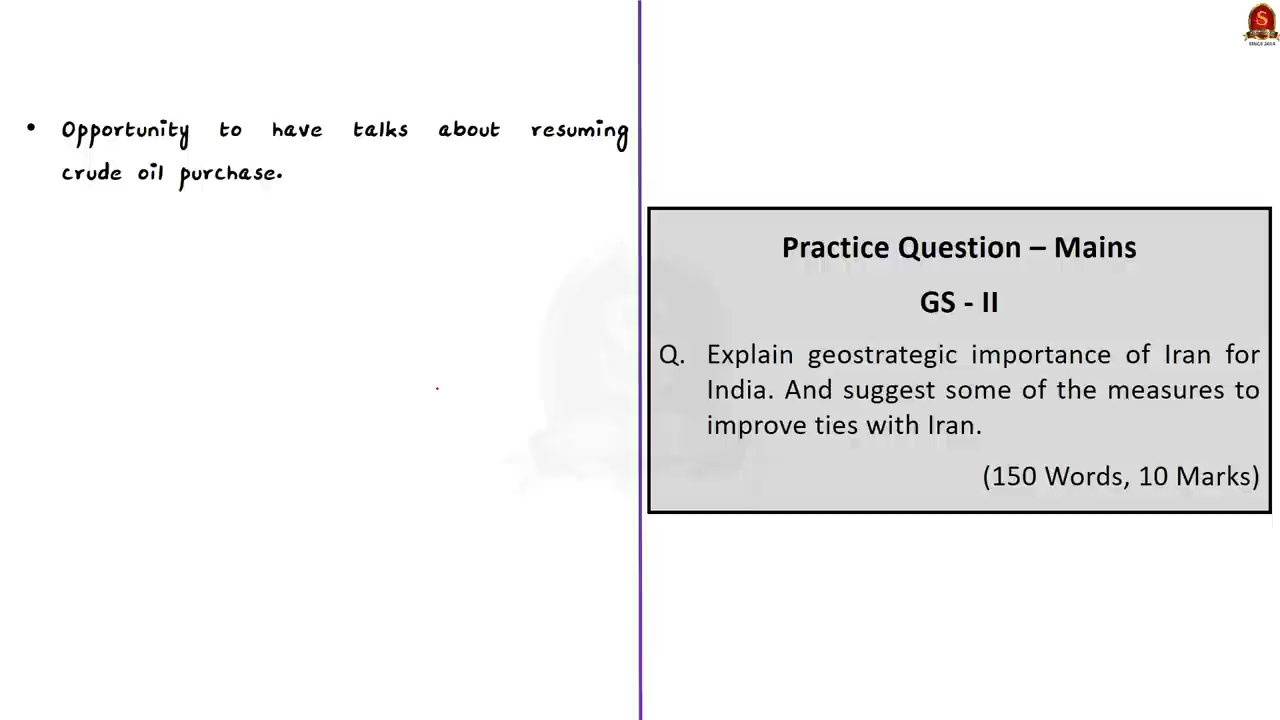 • Opportunity to have talks about resuming
crude oil purchase.
Practice Question – Mains
GS - II
Q. Explain geostrategic importance of Iran for
India. And suggest some of the measures to
improve ties with Iran.
(150 Words, 10 Marks)
S